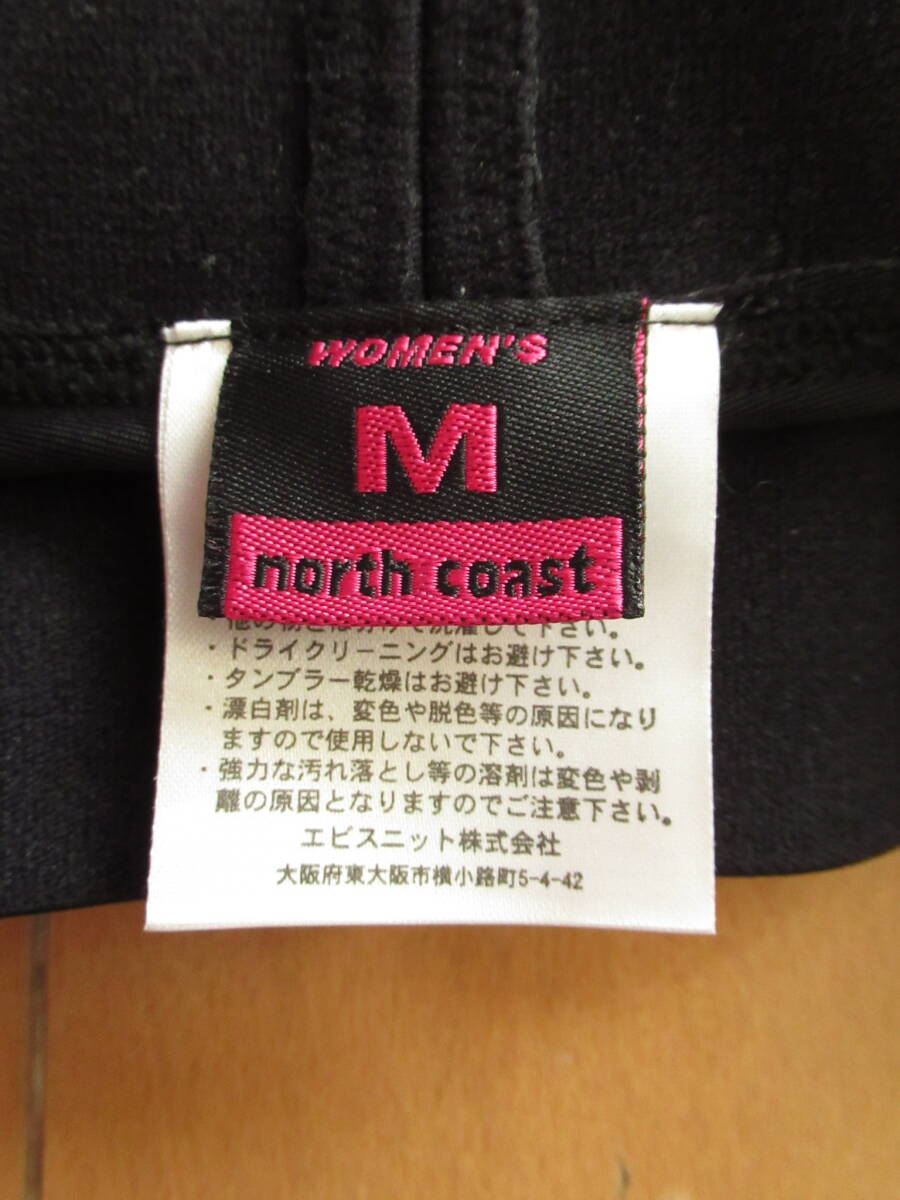 WOMEN'S
M
north coast
・ドライクリーニングはお避け下さい。
・タンブラー乾燥はお避け下さい。
・漂白剤は、変色や脱色等の原因になり
ますので使用しないで下さい。
・強力な汚れ落とし等の溶剤は変色や剥
離の原因となりますのでご注意下さい。
エビスニット株式会社
大阪府東大阪市横小路町5-4-42